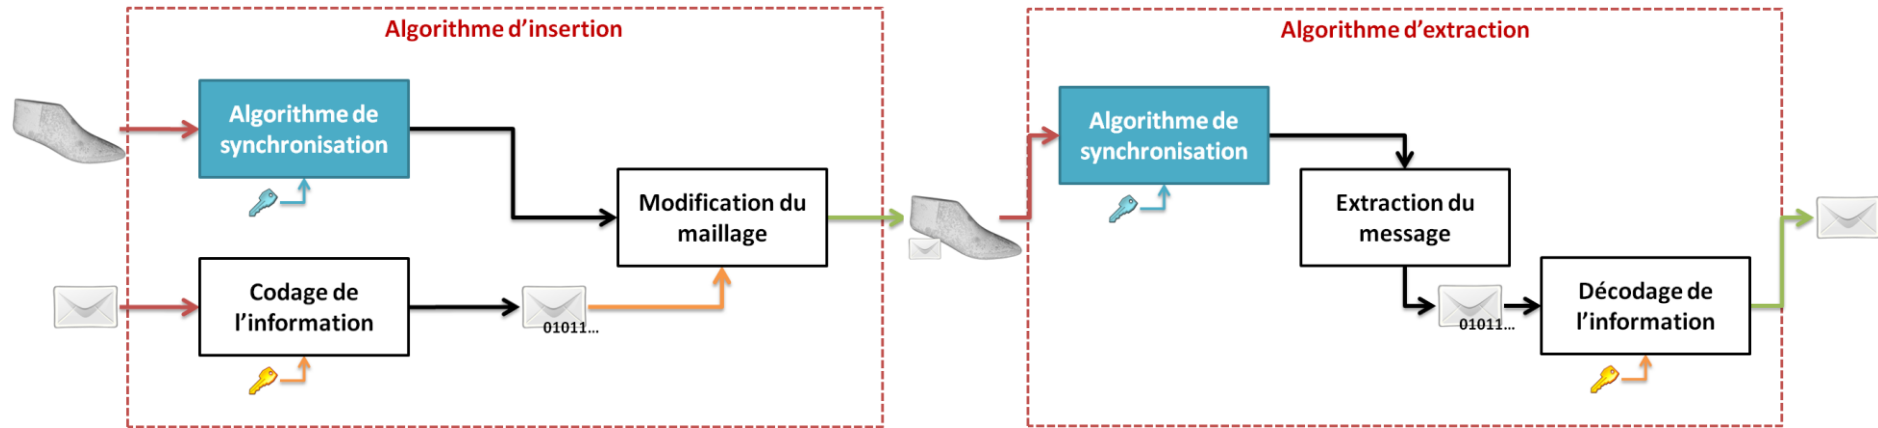 Algorithme d'insertion
Algorithme de
synchronisation
Modification du
maillage
Codage de
l'information
01011...
Algorithme d'extraction
Algorithme de
synchronisation
Extraction du
message
01011...
Décodage de
l'information